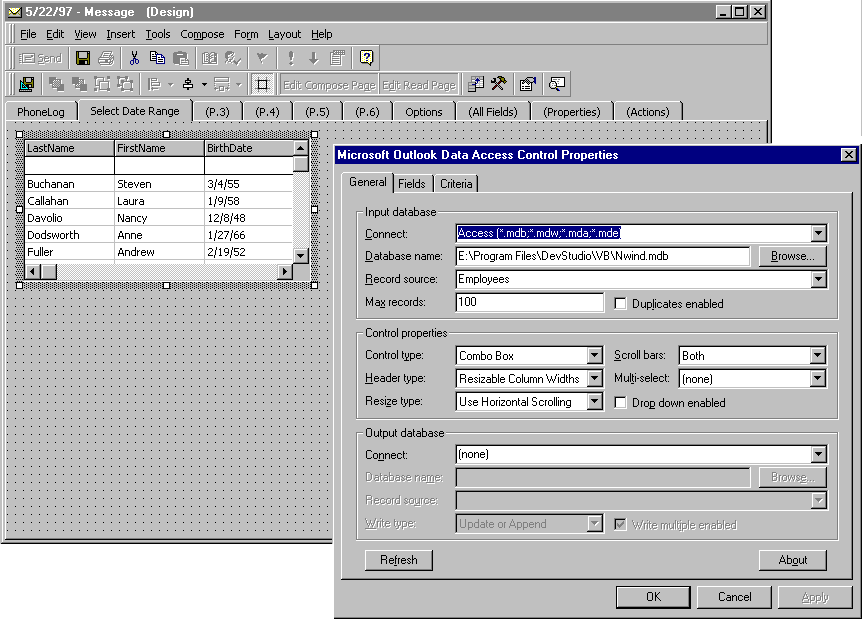 5/22/97 - Message (Design)
File Edit View Insert Tools Compose Form Layout Help
Send
Edit Compose Page Edit Read Page
PhoneLog Select Date Range (P.3) (P.4) (P.5) (P.6) Options (All Fields) (Properties) (Actions)
LastName FirstName BirthDate
Buchanan Steven 3/4/55
Callahan Laura 1/9/58
Davolio Nancy 12/8/48
Dodsworth Anne 1/27/66
Fuller Andrew 2/19/52
Microsoft Outlook Data Access Control Properties
General Fields Criteria
Input database
Connect: Access (*.mdb;*.mdw;*.mda;*.mde)
Database name: E:\Program Files\DevStudio\VB\Nwind.mdb Browse...
Record source: Employees
Max records: 100 Duplicates enabled
Control properties
Control type: Combo Box Scroll bars: Both
Header type: Resizable Column Widths Multi-select: (none)
Resize type: Use Horizontal Scrolling Drop down enabled
Output database
Connect: (none)
Database name: Browse...
Record source:
Write type: Update or Append Write multiple enabled
Refresh About
OK Cancel Apply